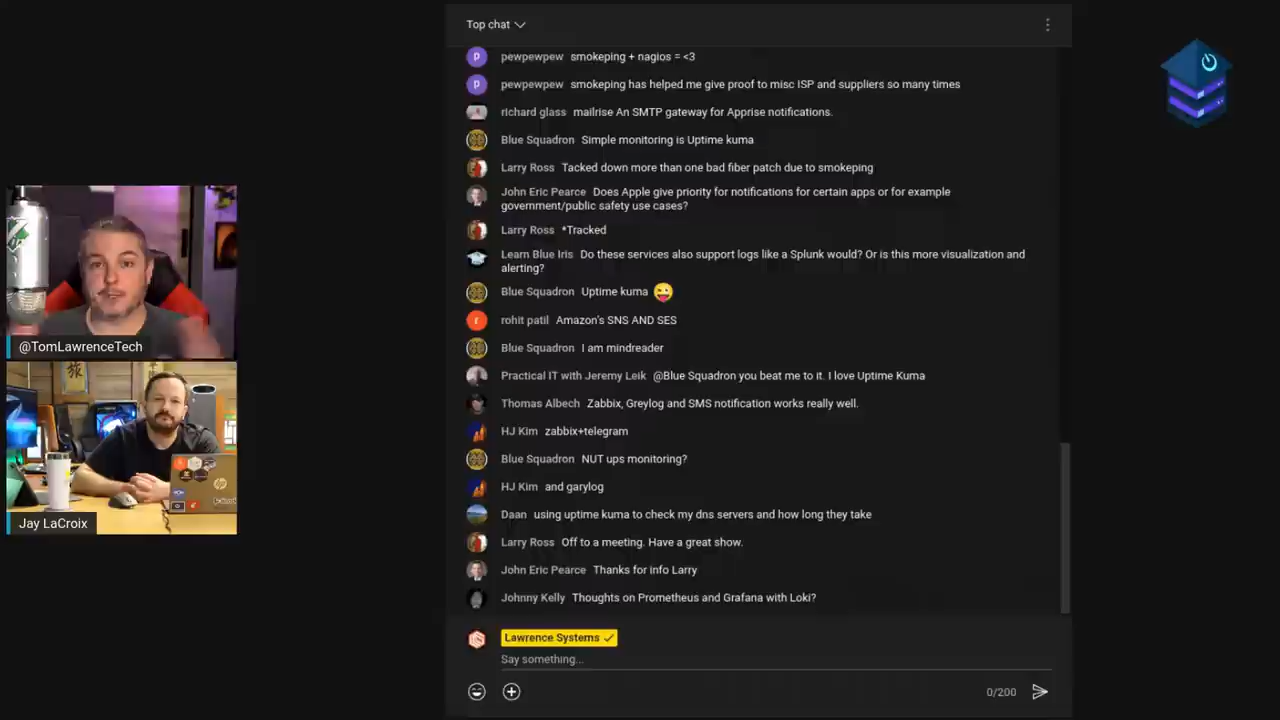 Top chat
pewpewpew smokeping + nagios = <3
pewpewpew smokeping has helped me give proof to misc ISP and suppliers so many times
richard glass mailrise An SMTP gateway for Apprise notifications.
Blue Squadron Simple monitoring is Uptime kuma
Larry Ross Tacked down more than one bad fiber patch due to smokeping
John Eric Pearce Does Apple give priority for notifications for certain apps or for example
government/public safety use cases?
Larry Ross *Tracked
Learn Blue Iris Do these services also support logs like a Splunk would? Or is this more visualization and
alerting?
Blue Squadron Uptime kuma 😜
rohit patil Amazon's SNS AND SES
Blue Squadron I am mindreader
Practical IT with Jeremy Leik @Blue Squadron you beat me to it. I love Uptime Kuma
Thomas Albech Zabbix, Greylog and SMS notification works really well.
HJ Kim zabbix+telegram
Blue Squadron NUT ups monitoring?
HJ Kim and garylog
Daan using uptime kuma to check my dns servers and how long they take
Larry Ross Off to a meeting. Have a great show.
John Eric Pearce Thanks for info Larry
Johnny Kelly Thoughts on Prometheus and Grafana with Loki?
Lawrence Systems
Say something...
0/200
@TomLawrenceTech
Jay LaCroix